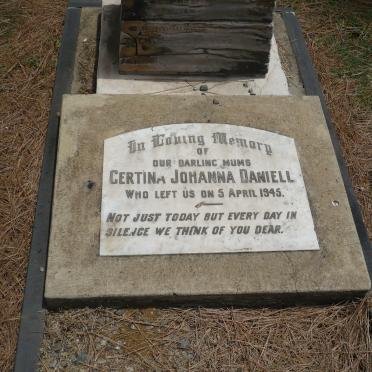 In Loving Memory
OF
OUR DARLING MUMS
GERTINA JOHANNA DANIELL
WHO LEFT US ON 5 APRIL 1945.
NOT JUST TODAY BUT EVERY DAY IN
SILENCE WE THINK OF YOU DEAR.